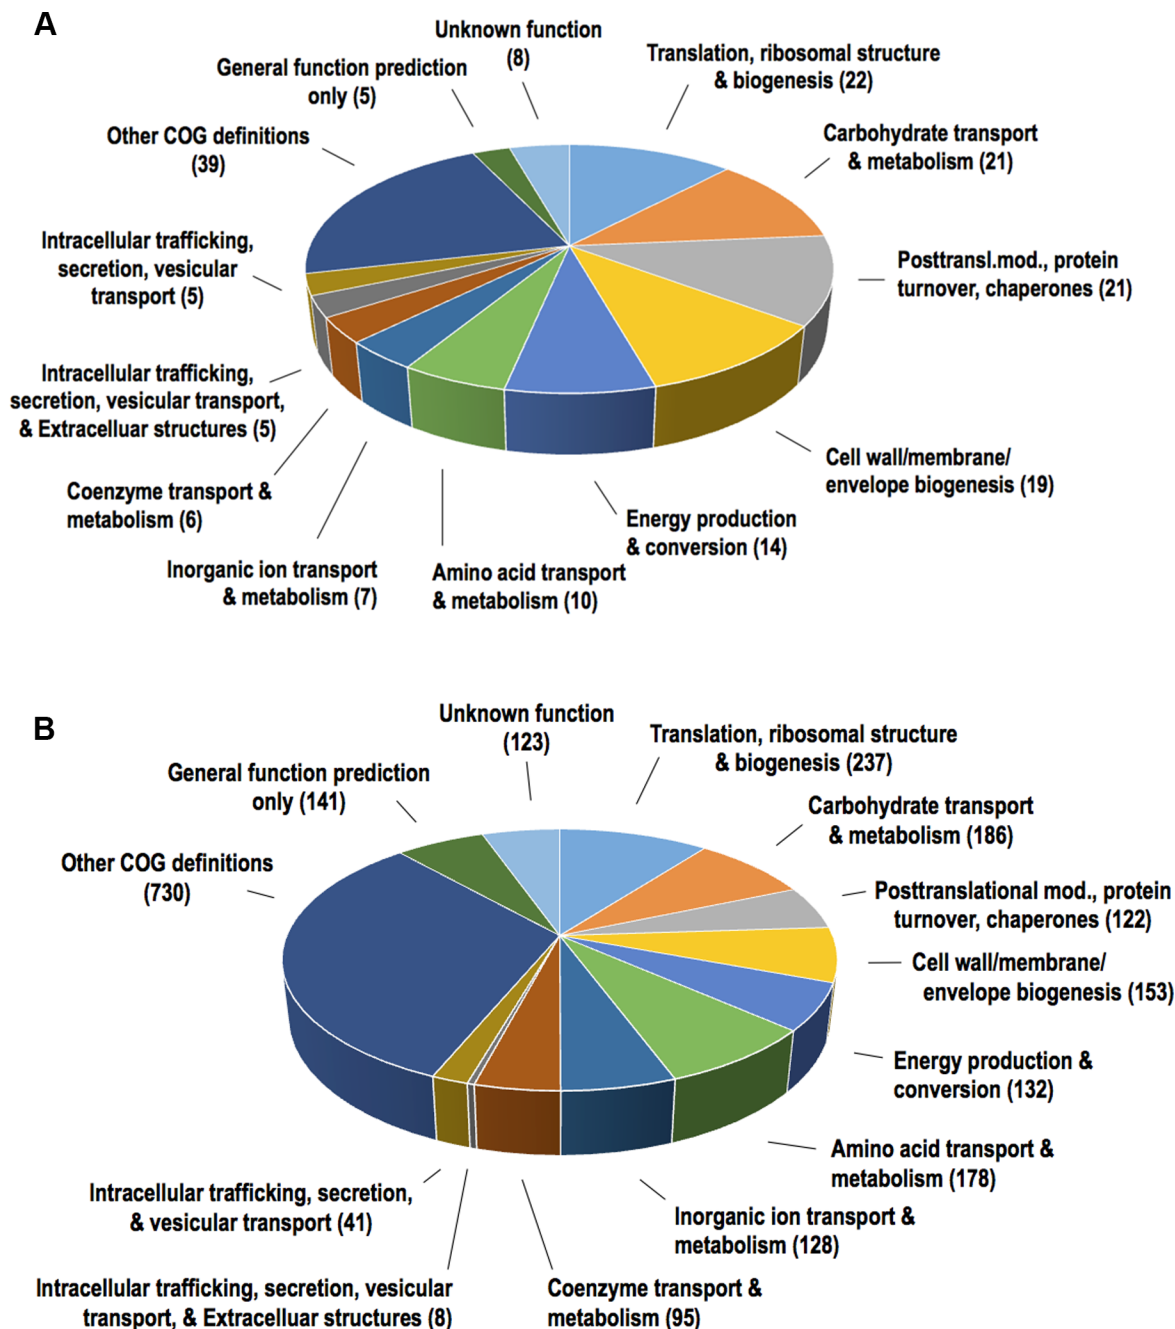 A
Unknown function
(8)
Translation, ribosomal structure
& biogenesis (22)
General function prediction
only (5)
Carbohydrate transport
& metabolism (21)
Other COG definitions
(39)
Posttransl.mod., protein
turnover, chaperones (21)
Intracellular trafficking,
secretion, vesicular
transport (5)
Intracellular trafficking,
secretion, vesicular transport,
& Extracelluar structures (5)
Cell wall/membrane/
envelope biogenesis (19)
Coenzyme transport &
metabolism (6)
Energy production
& conversion (14)
Inorganic ion transport
& metabolism (7)
Amino acid transport
& metabolism (10)
B
Unknown function
(123)
Translation, ribosomal structure
& biogenesis (237)
General function prediction
only (141)
Carbohydrate transport
& metabolism (186)
Other COG definitions
(730)
Posttranslational mod., protein
turnover, chaperones (122)
Cell wall/membrane/
envelope biogenesis (153)
Energy production &
conversion (132)
Amino acid transport &
metabolism (178)
Intracellular trafficking, secretion,
& vesicular transport (41)
Inorganic ion transport &
metabolism (128)
Intracellular trafficking, secretion, vesicular
transport, & Extracelluar structures (8)
Coenzyme transport &
metabolism (95)